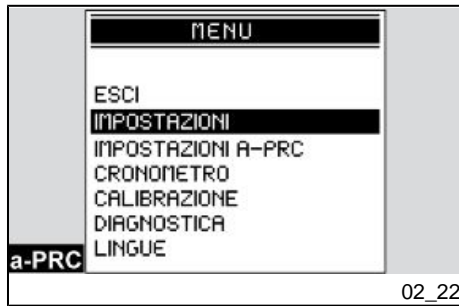 MENU
ESCI
IMPOSTAZIONI
IMPOSTAZIONI A-PRC
CRONOMETRO
CALIBRAZIONE
DIAGNOSTICA
LINGUE
a-PRC
02_22